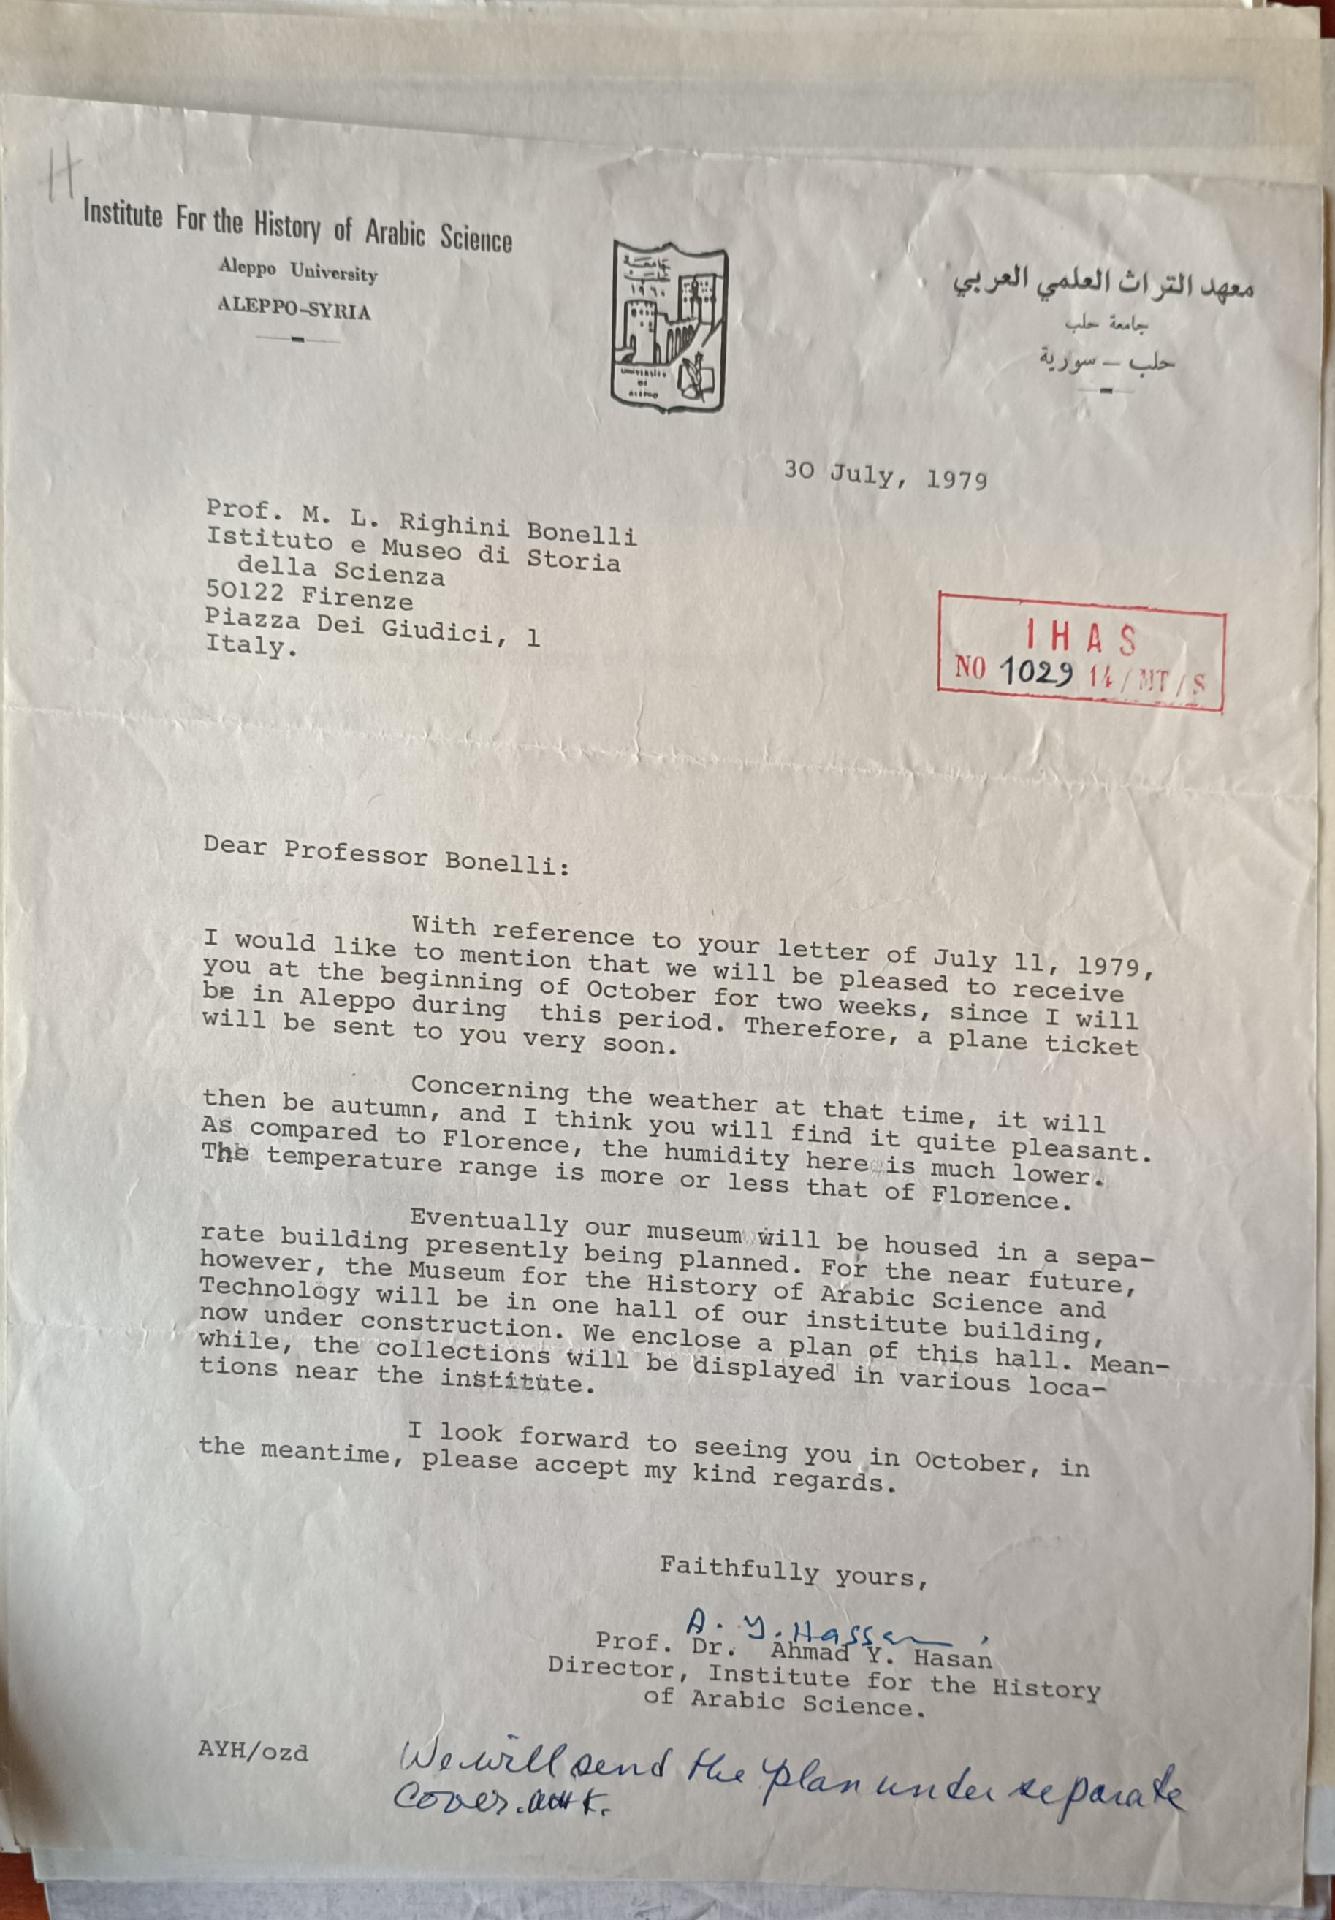 H
Institute For the History of Arabic Science
Aleppo University
ALEPPO-SYRIA
جامعة
حلب
١٩٦٠
UNIVERSITY
OF
ALEPPO
معهد التراث العلمي العربي
جامعة حلب
حلب – سورية
30 July, 1979
Prof. M. L. Righini Bonelli
Istituto e Museo di Storia
della Scienza
50122 Firenze
Piazza Dei Giudici, 1
Italy.
IHAS
NO 1029 14/MT/S
Dear Professor Bonelli:
With reference to your letter of July 11, 1979,
I would like to mention that we will be pleased to receive
you at the beginning of October for two weeks, since I will
be in Aleppo during this period. Therefore, a plane ticket
will be sent to you very soon.
Concerning the weather at that time, it will
then be autumn, and I think you will find it quite pleasant.
As compared to Florence, the humidity here is much lower.
The temperature range is more or less that of Florence.
Eventually our museum will be housed in a sepa-
rate building presently being planned. For the near future,
however, the Museum for the History of Arabic Science and
Technology will be in one hall of our institute building,
now under construction. We enclose a plan of this hall. Mean-
while, the collections will be displayed in various loca-
tions near the institute.
I look forward to seeing you in October, in
the meantime, please accept my kind regards.
Faithfully yours,
A. Y. Hassan
Prof. Dr. Ahmad Y. Hasan
Director, Institute for the History
of Arabic Science.
AYH/ozd
We will send the plan under separate
Cover.